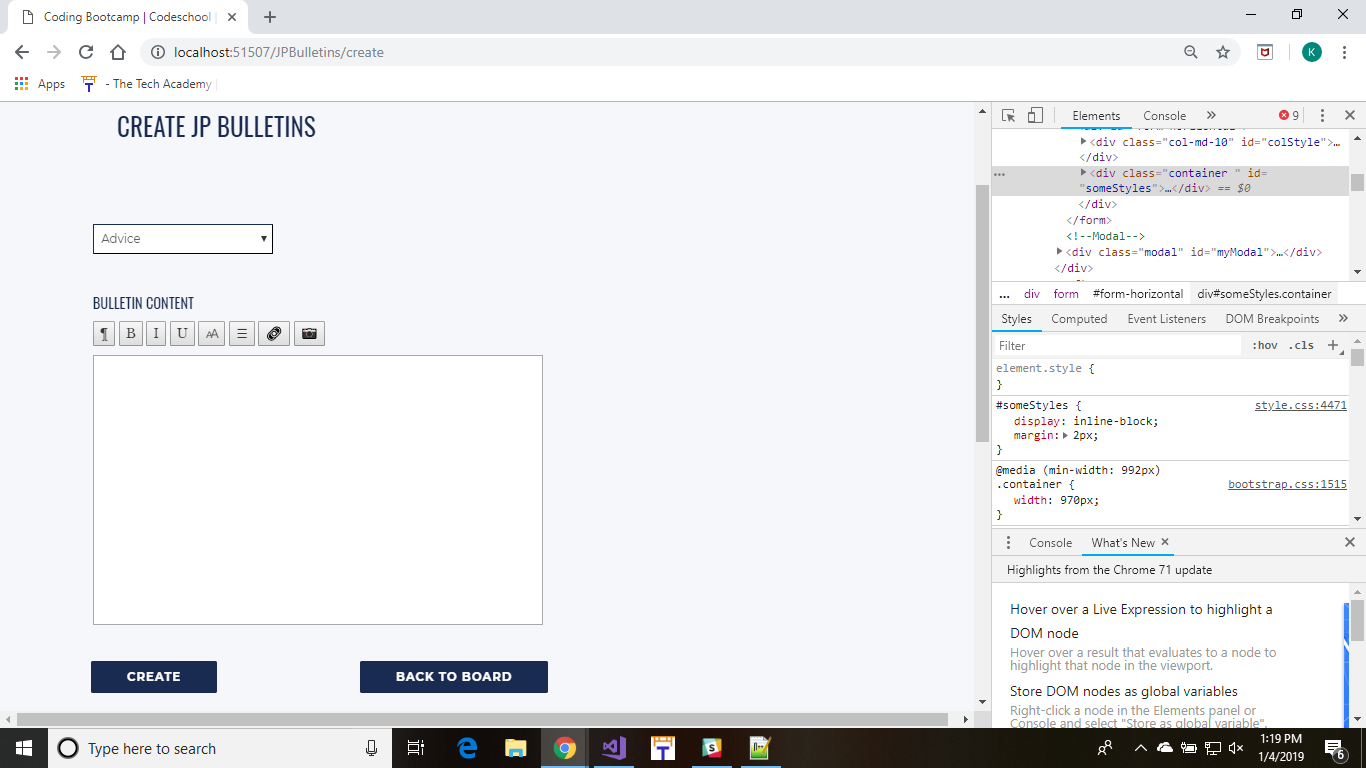 Coding Bootcamp | Codeschool |
localhost:51507/JPBulletins/create
K
Apps
T - The Tech Academy
CREATE JP BULLETINS
Advice
BULLETIN CONTENT
¶ B I U AA
CREATE
BACK TO BOARD
Elements Console » 9
▶<div class="col-md-10" id="colStyle">…
</div>
… ▶<div class="container " id=
"someStyles">…</div> == $0
</div>
</form>
<!--Modal-->
▶<div class="modal" id="myModal">…</div>
</div>
... div form #form-horizontal div#someStyles.container
Styles Computed Event Listeners DOM Breakpoints »
Filter :hov .cls +
element.style {
}
#someStyles { style.css:4471
display: inline-block;
margin:▶ 2px;
}
@media (min-width: 992px)
.container { bootstrap.css:1515
width: 970px;
}
Console What's New ×
Highlights from the Chrome 71 update
Hover over a Live Expression to highlight a
DOM node
Hover over a result that evaluates to a node to
highlight that node in the viewport.
Store DOM nodes as global variables
Right-click a node in the Elements panel or
Console and select "Store as global variable".
Type here to search
1:19 PM
1/4/2019
6